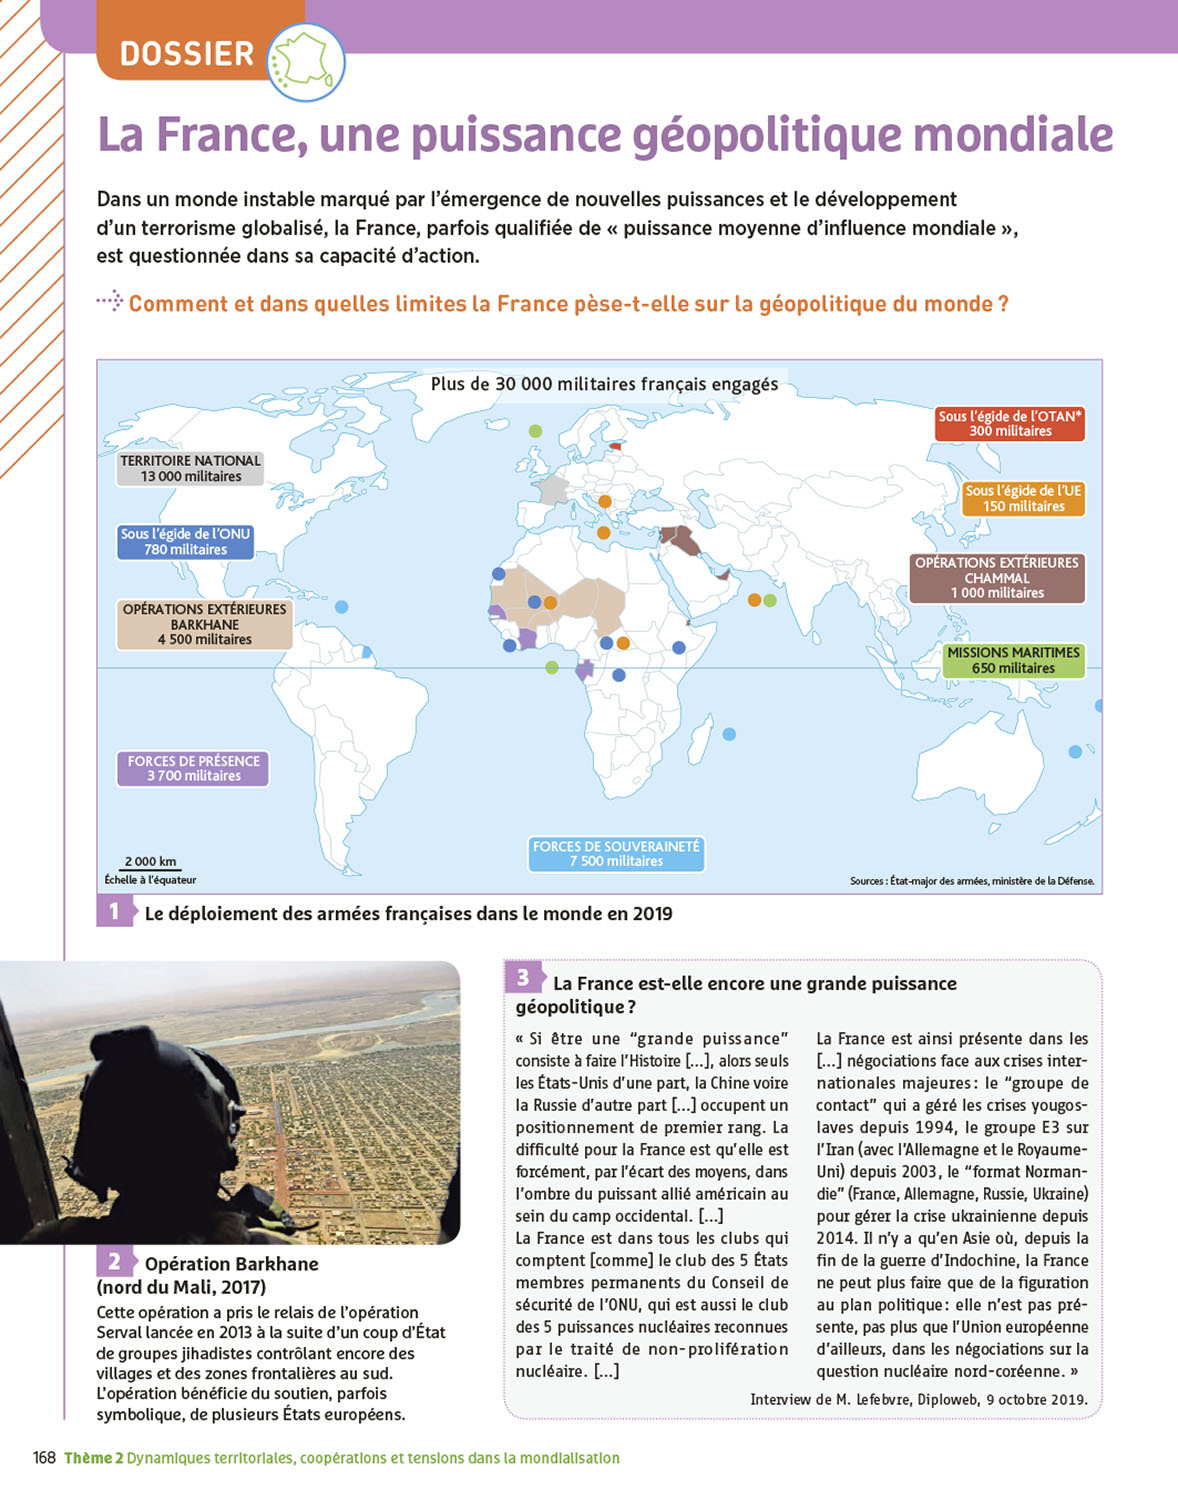 DOSSIER
La France, une puissance géopolitique mondiale
Dans un monde instable marqué par l'émergence de nouvelles puissances et le développement
d'un terrorisme globalisé, la France, parfois qualifiée de « puissance moyenne d'influence mondiale »,
est questionnée dans sa capacité d'action.
Comment et dans quelles limites la France pèse-t-elle sur la géopolitique du monde ?
Plus de 30 000 militaires français engagés
Sous l'égide de l'OTAN*
300 militaires
TERRITOIRE NATIONAL
13 000 militaires
Sous l'égide de l'UE
150 militaires
Sous l'égide de l'ONU
780 militaires
OPÉRATIONS EXTÉRIEURES
CHAMMAL
1 000 militaires
OPÉRATIONS EXTÉRIEURES
BARKHANE
4 500 militaires
MISSIONS MARITIMES
650 militaires
FORCES DE PRÉSENCE
3 700 militaires
FORCES DE SOUVERAINETÉ
7 500 militaires
2 000 km
Échelle à l'équateur
Sources : État-major des armées, ministère de la Défense.
1 Le déploiement des armées françaises dans le monde en 2019
2 Opération Barkhane
(nord du Mali, 2017)
Cette opération a pris le relais de l'opération
Serval lancée en 2013 à la suite d'un coup d'État
de groupes jihadistes contrôlant encore des
villages et des zones frontalières au sud.
L'opération bénéficie du soutien, parfois
symbolique, de plusieurs États européens.
3 La France est-elle encore une grande puissance
géopolitique ?
« Si être une "grande puissance"
consiste à faire l'Histoire [...], alors seuls
les États-Unis d'une part, la Chine voire
la Russie d'autre part [...] occupent un
positionnement de premier rang. La
difficulté pour la France est qu'elle est
forcément, par l'écart des moyens, dans
l'ombre du puissant allié américain au
sein du camp occidental. [...]
La France est dans tous les clubs qui
comptent [comme] le club des 5 États
membres permanents du Conseil de
sécurité de l'ONU, qui est aussi le club
des 5 puissances nucléaires reconnues
par le traité de non-prolifération
nucléaire. [...]
La France est ainsi présente dans les
[...] négociations face aux crises inter-
nationales majeures : le "groupe de
contact" qui a géré les crises yougos-
laves depuis 1994, le groupe E3 sur
l'Iran (avec l'Allemagne et le Royaume-
Uni) depuis 2003, le "format Norman-
die" (France, Allemagne, Russie, Ukraine)
pour gérer la crise ukrainienne depuis
2014. Il n'y a qu'en Asie où, depuis la
fin de la guerre d'Indochine, la France
ne peut plus faire que de la figuration
au plan politique : elle n'est pas pré-
sente, pas plus que l'Union européenne
d'ailleurs, dans les négociations sur la
question nucléaire nord-coréenne. »
Interview de M. Lefebvre, Diploweb, 9 octobre 2019.
168 Thème 2 Dynamiques territoriales, coopérations et tensions dans la mondialisation